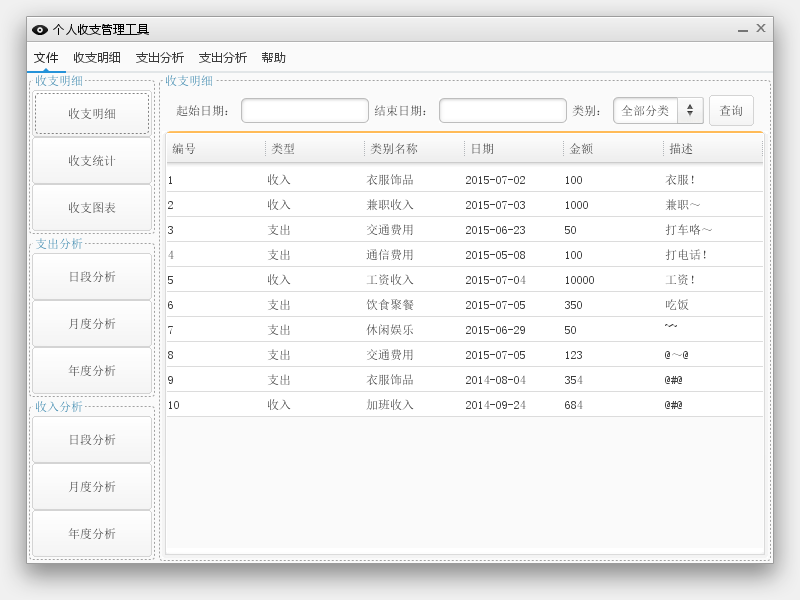 个人收支管理工具
文件 收支明细 支出分析 支出分析 帮助
收支明细
收支明细
收支统计
收支图表
支出分析
日段分析
月度分析
年度分析
收入分析
日段分析
月度分析
年度分析
收支明细
起始日期： 结束日期： 类别： 全部分类 查询
编号 类型 类别名称 日期 金额 描述
1 收入 衣服饰品 2015-07-02 100 衣服！
2 收入 兼职收入 2015-07-03 1000 兼职～
3 支出 交通费用 2015-06-23 50 打车咯～
4 支出 通信费用 2015-05-08 100 打电话！
5 收入 工资收入 2015-07-04 10000 工资！
6 支出 饮食聚餐 2015-07-05 350 吃饭
7 支出 休闲娱乐 2015-06-29 50 ~~
8 支出 交通费用 2015-07-05 123 @～@
9 支出 衣服饰品 2014-08-04 354 @#@
10 收入 加班收入 2014-09-24 684 @#@